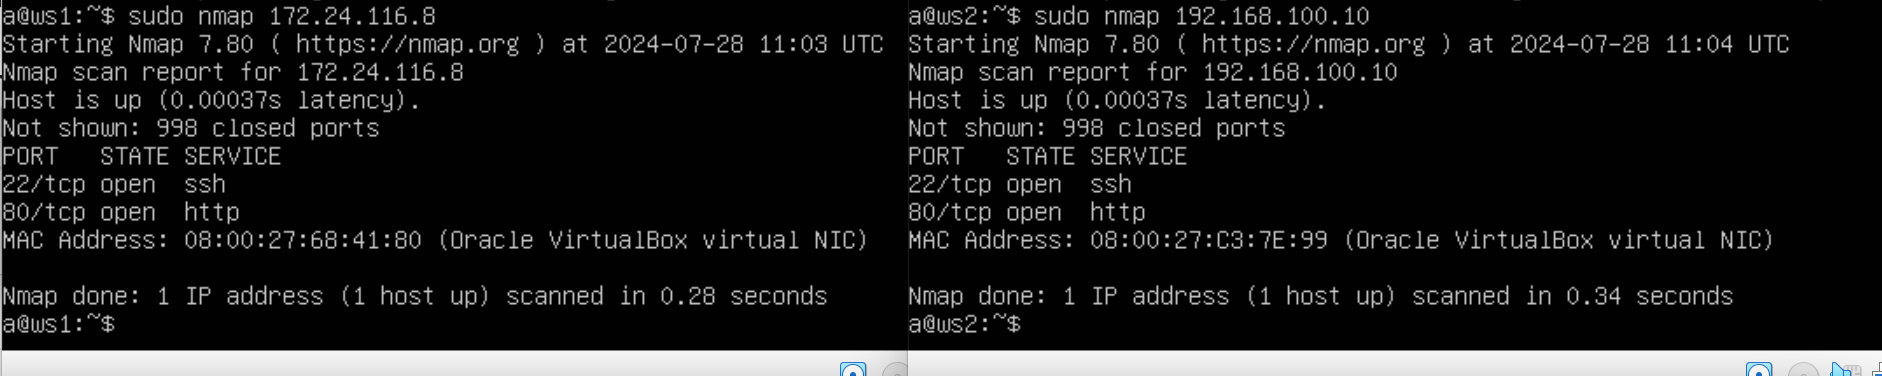 a@ws1:~$ sudo nmap 172.24.116.8
Starting Nmap 7.80 ( https://nmap.org ) at 2024-07-28 11:03 UTC
Nmap scan report for 172.24.116.8
Host is up (0.00037s latency).
Not shown: 998 closed ports
PORT   STATE SERVICE
22/tcp open  ssh
80/tcp open  http
MAC Address: 08:00:27:68:41:80 (Oracle VirtualBox virtual NIC)

Nmap done: 1 IP address (1 host up) scanned in 0.28 seconds
a@ws1:~$
a@ws2:~$ sudo nmap 192.168.100.10
Starting Nmap 7.80 ( https://nmap.org ) at 2024-07-28 11:04 UTC
Nmap scan report for 192.168.100.10
Host is up (0.00037s latency).
Not shown: 998 closed ports
PORT   STATE SERVICE
22/tcp open  ssh
80/tcp open  http
MAC Address: 08:00:27:C3:7E:99 (Oracle VirtualBox virtual NIC)

Nmap done: 1 IP address (1 host up) scanned in 0.34 seconds
a@ws2:~$